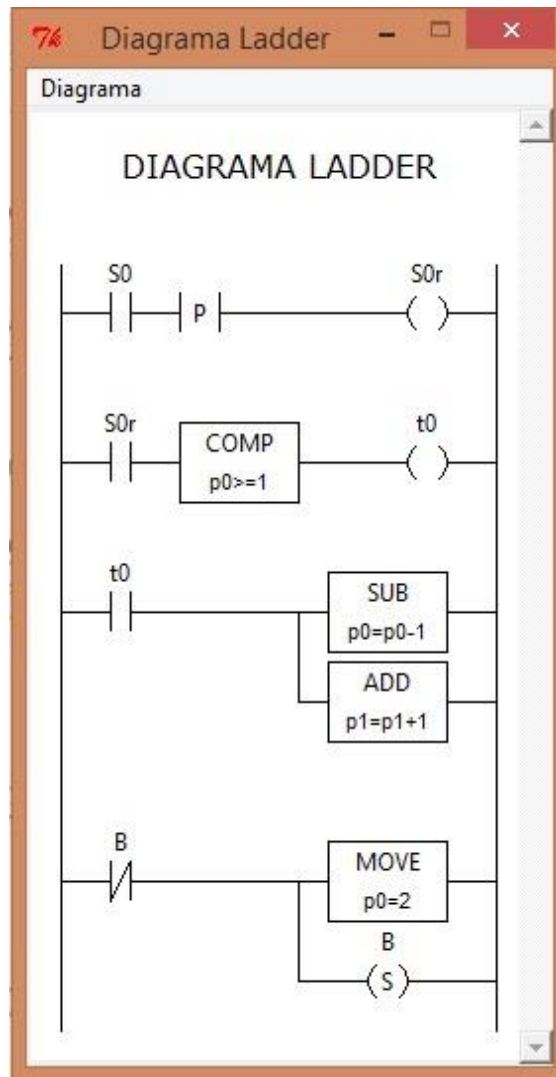 Diagrama Ladder
Diagrama
DIAGRAMA LADDER
S0 S0r
P
S0r t0
COMP
p0>=1
t0
SUB
p0=p0-1
ADD
p1=p1+1
B
MOVE
p0=2
B
S